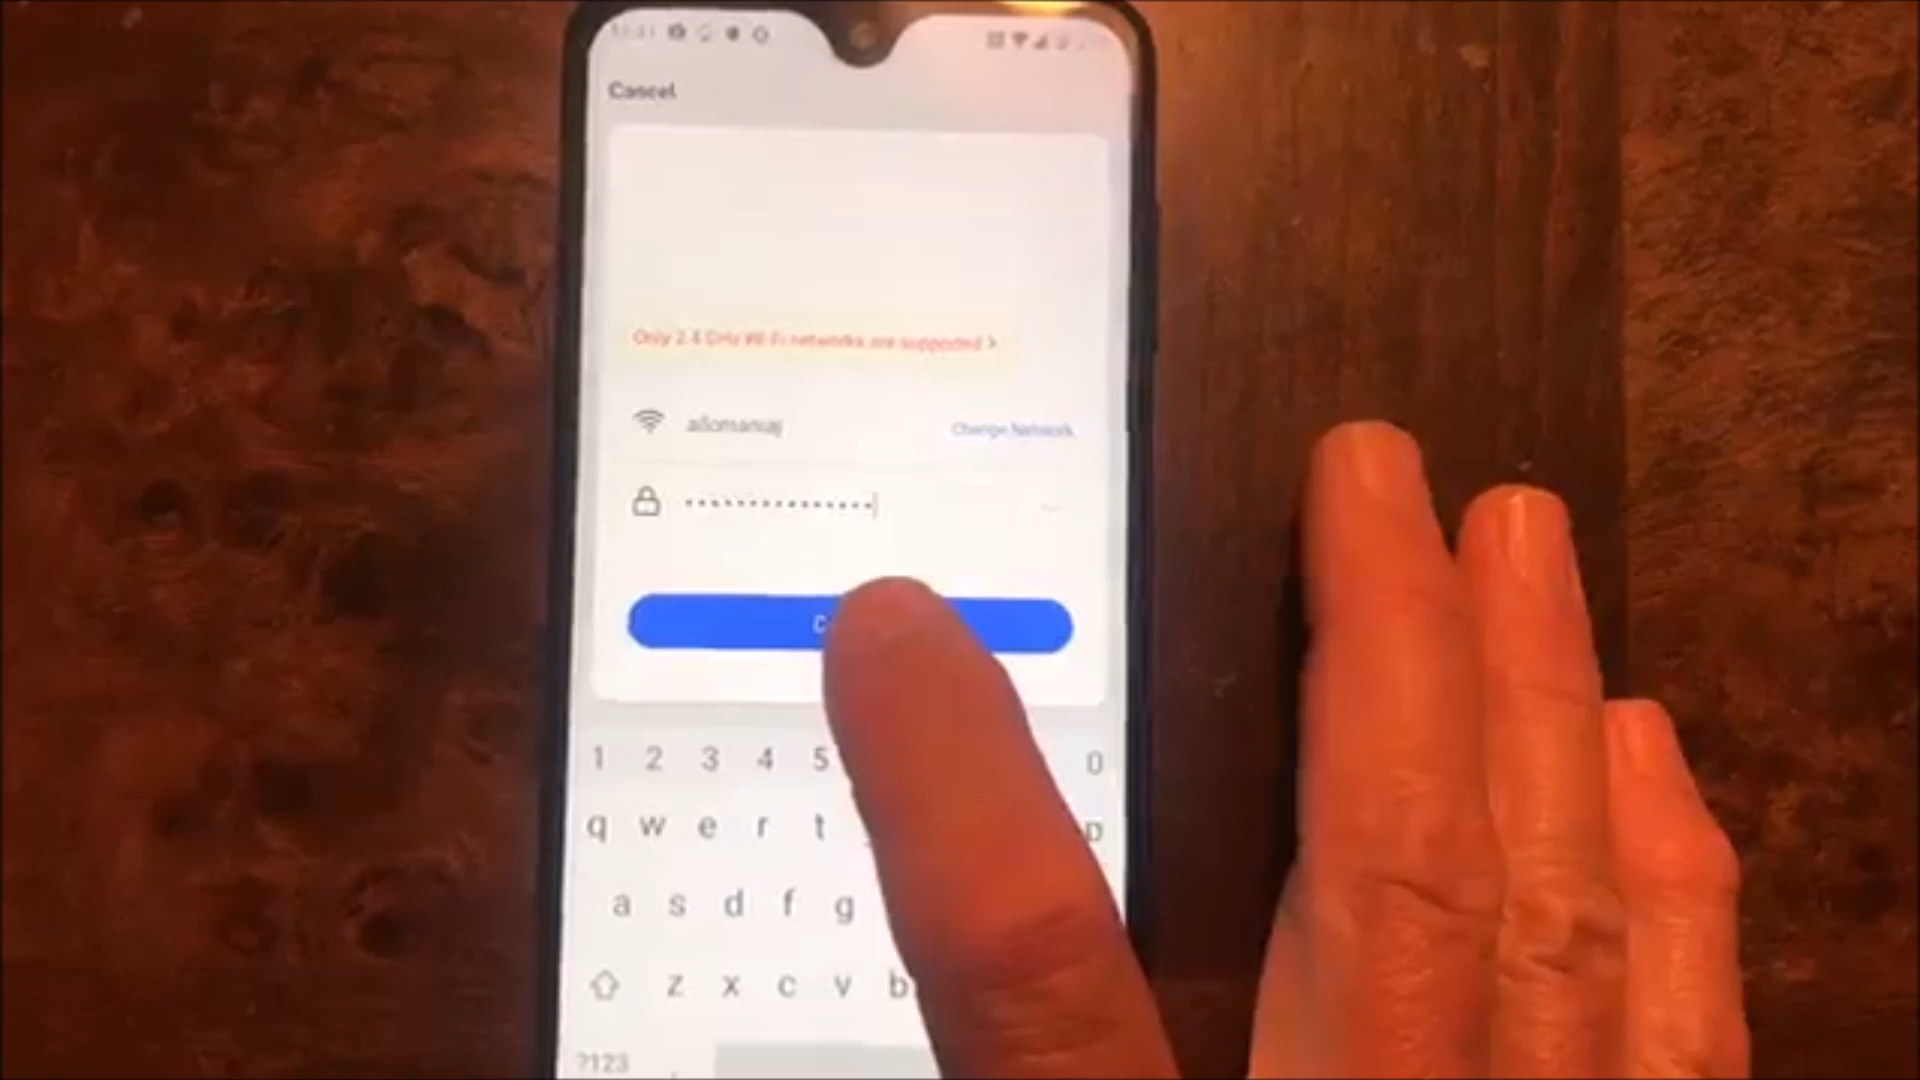 Cancel
Only 2.4 GHz Wi-Fi networks are supported >
allomaniaj
Change Network
1 2 3 4 5 0
q w e r t p
a s d f g
z x c v b
?123